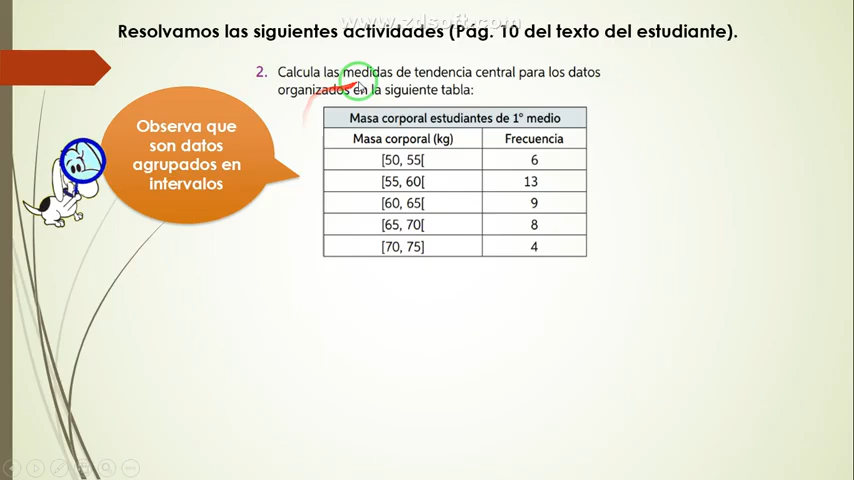 www.zdsoft.com
Resolvamos las siguientes actividades (Pág. 10 del texto del estudiante).
2. Calcula las medidas de tendencia central para los datos
organizados en la siguiente tabla:
Observa que
son datos
agrupados en
intervalos
Masa corporal estudiantes de 1° medio
Masa corporal (kg) Frecuencia
[50, 55[ 6
[55, 60[ 13
[60, 65[ 9
[65, 70[ 8
[70, 75] 4